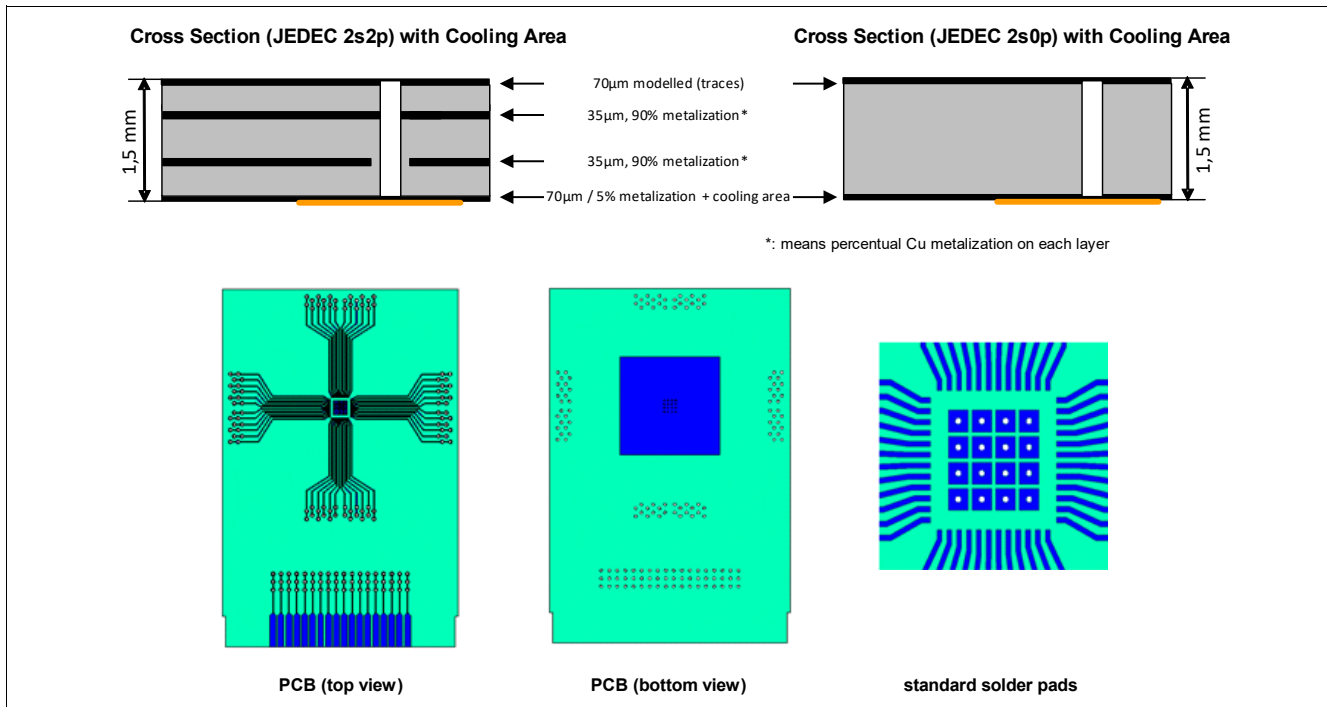 Cross Section (JEDEC 2s2p) with Cooling Area
Cross Section (JEDEC 2s0p) with Cooling Area
1,5 mm
70µm modelled (traces)
35µm, 90% metalization*
35µm, 90% metalization*
70µm / 5% metalization + cooling area
1,5 mm
*: means percentual Cu metalization on each layer
PCB (top view)
PCB (bottom view)
standard solder pads